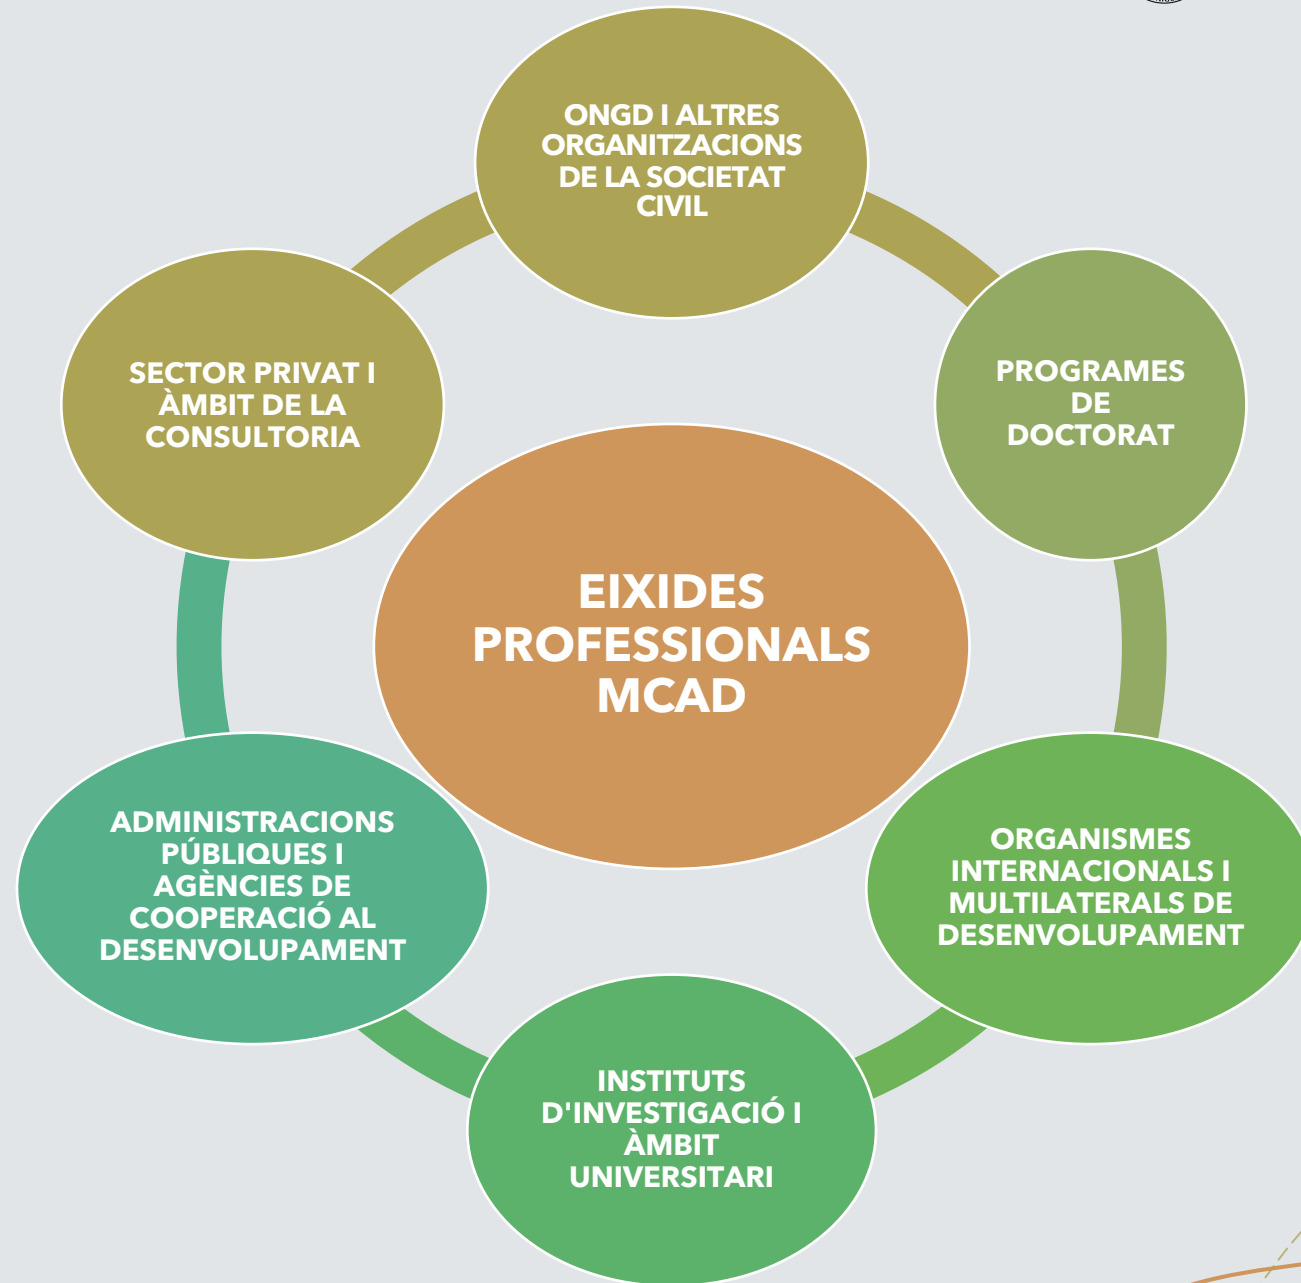 ONGD I ALTRES
ORGANITZACIONS
DE LA SOCIETAT
CIVIL
PROGRAMES
DE
DOCTORAT
ORGANISMES
INTERNACIONALS I
MULTILATERALS DE
DESENVOLUPAMENT
INSTITUTS
D'INVESTIGACIÓ I
ÀMBIT
UNIVERSITARI
ADMINISTRACIONS
PÚBLIQUES I
AGÈNCIES DE
COOPERACIÓ AL
DESENVOLUPAMENT
SECTOR PRIVAT I
ÀMBIT DE LA
CONSULTORIA
EIXIDES
PROFESSIONALS
MCAD